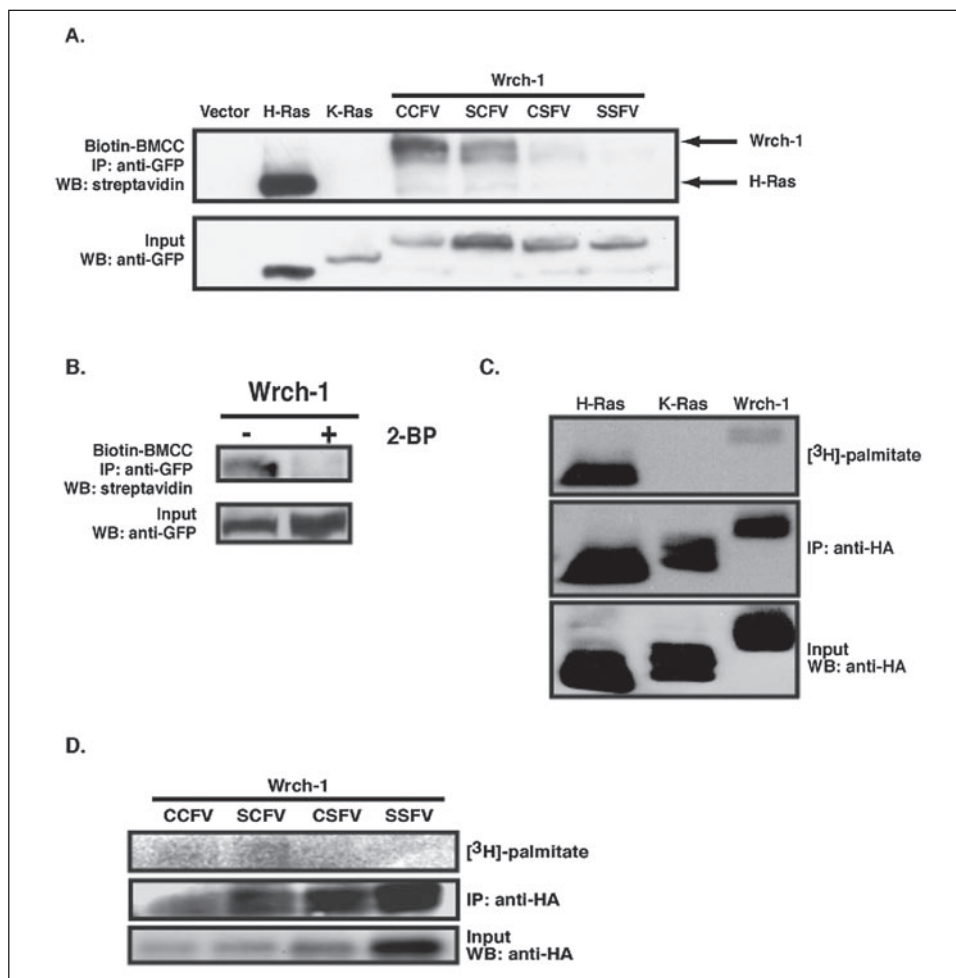 A.
Wrch-1
Vector H-Ras K-Ras CCFV SCFV CSFV SSFV
Biotin-BMCC
IP: anti-GFP
WB: streptavidin
Wrch-1
H-Ras
Input
WB: anti-GFP
B.
Wrch-1
- + 2-BP
Biotin-BMCC
IP: anti-GFP
WB: streptavidin
Input
WB: anti-GFP
C.
H-Ras K-Ras Wrch-1
[³H]-palmitate
IP: anti-HA
Input
WB: anti-HA
D.
Wrch-1
CCFV SCFV CSFV SSFV
[³H]-palmitate
IP: anti-HA
Input
WB: anti-HA